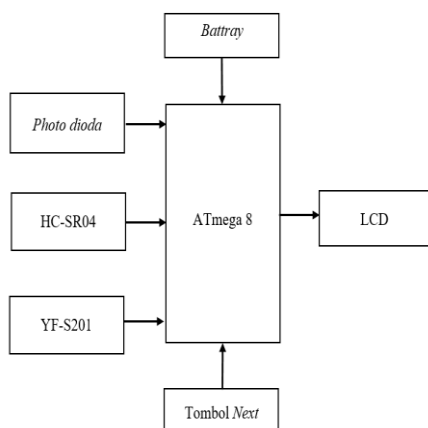 Battray
Photo dioda
HC-SR04
ATmega 8
LCD
YF-S201
Tombol Next